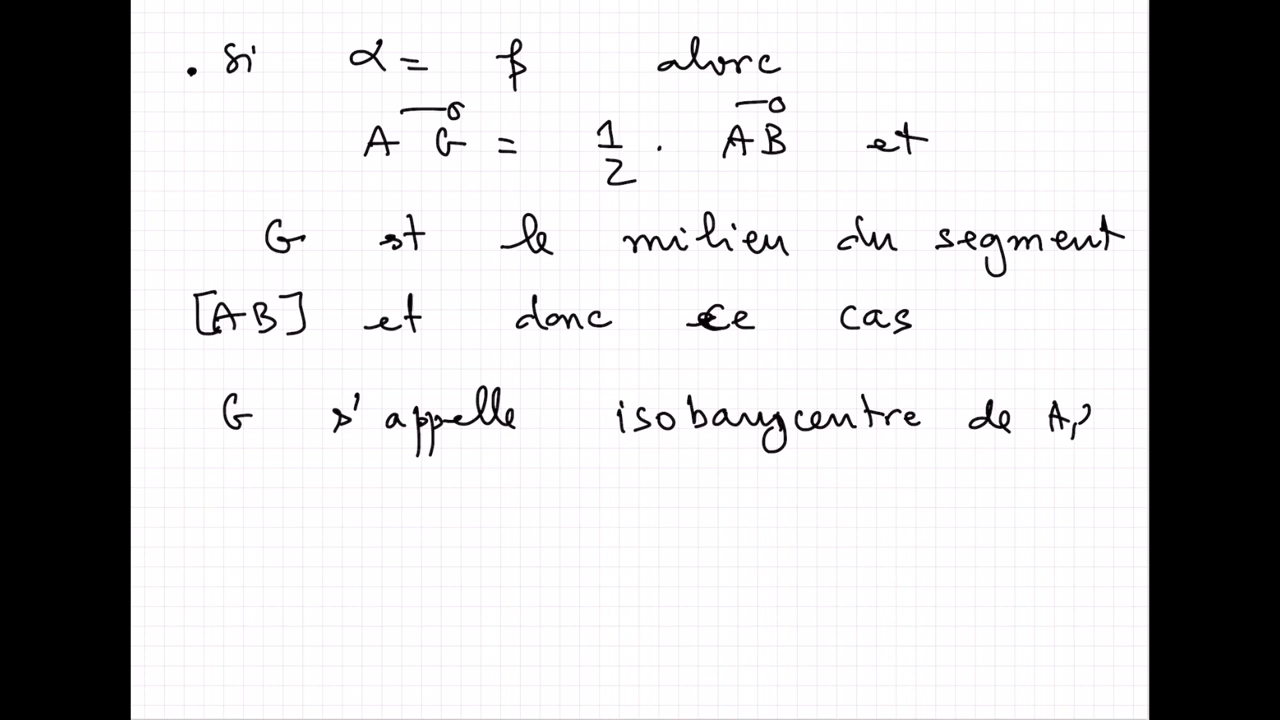 . Si α = β alors
AG⃗ = 1/2 . AB⃗ et
G est le milieu du segment
[AB] et donc ce cas
G s'appelle isobarycentre de A,